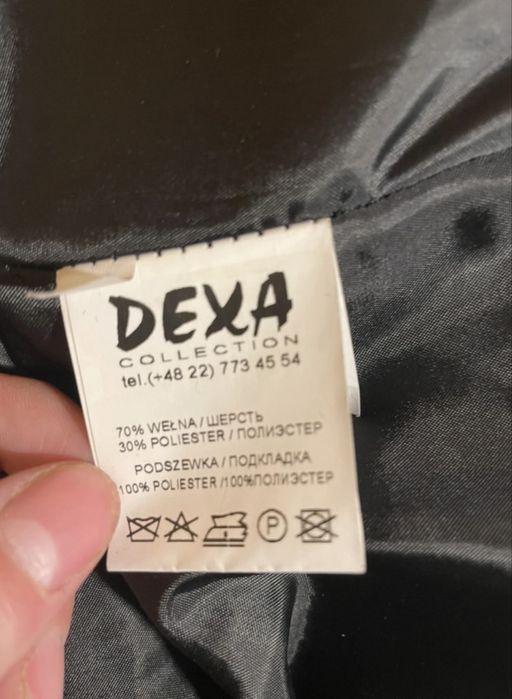 DEXA
COLLECTION
tel.(+48 22) 773 45 54
70% WEŁNA / ШЕРСТЬ
30% POLIESTER / ПОЛИЭСТЕР
PODSZEWKA / ПОДКЛАДКА
100% POLIESTER /100%ПОЛИЭСТЕР
P